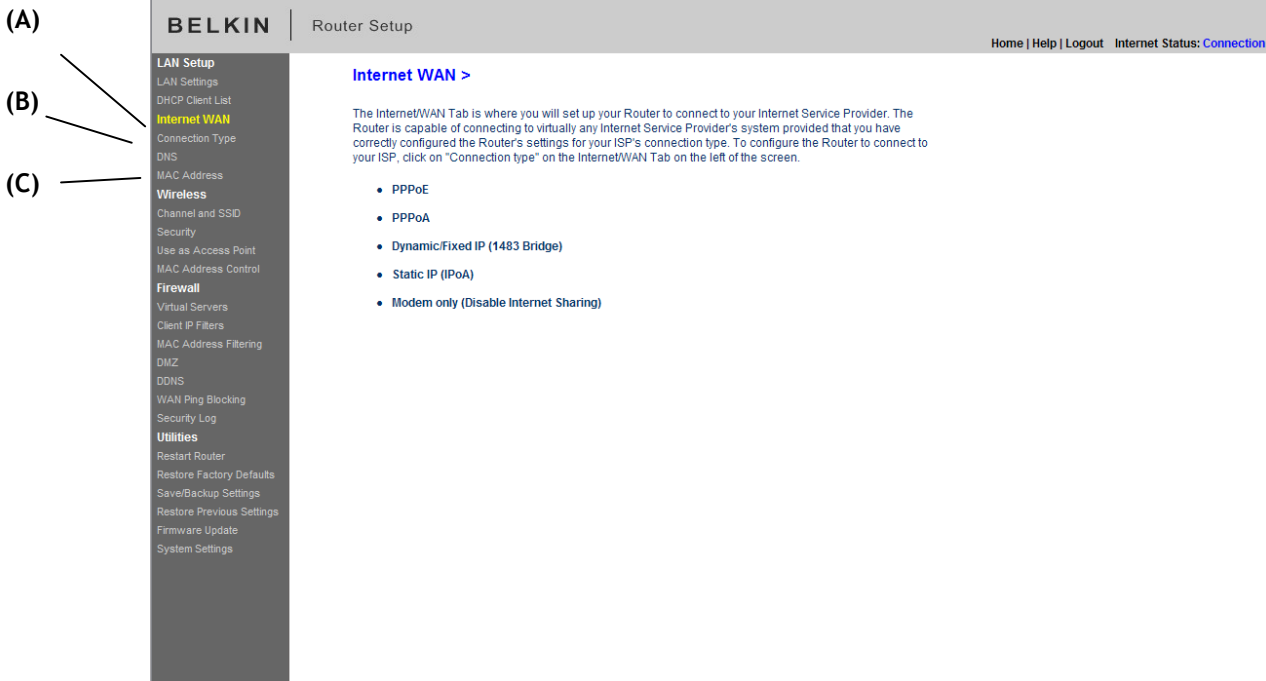 (A)
(B)
(C)
BELKIN
Router Setup
Home | Help | Logout Internet Status: Connection
LAN Setup
LAN Settings
DHCP Client List
Internet WAN
Connection Type
DNS
MAC Address
Wireless
Channel and SSID
Security
Use as Access Point
MAC Address Control
Firewall
Virtual Servers
Client IP Filters
MAC Address Filtering
DMZ
DDNS
WAN Ping Blocking
Security Log
Utilities
Restart Router
Restore Factory Defaults
Save/Backup Settings
Restore Previous Settings
Firmware Update
System Settings
Internet WAN >
The Internet/WAN Tab is where you will set up your Router to connect to your Internet Service Provider. The
Router is capable of connecting to virtually any Internet Service Provider's system provided that you have
correctly configured the Router's settings for your ISP's connection type. To configure the Router to connect to
your ISP, click on "Connection type" on the Internet/WAN Tab on the left of the screen.
• PPPoE
• PPPoA
• Dynamic/Fixed IP (1483 Bridge)
• Static IP (IPoA)
• Modem only (Disable Internet Sharing)